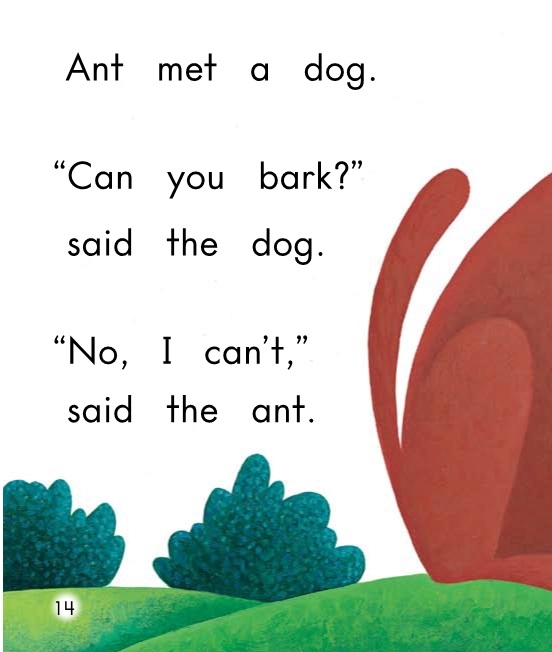 Ant met a dog.
“Can you bark?”
said the dog.
“No, I can’t,”
said the ant.
14